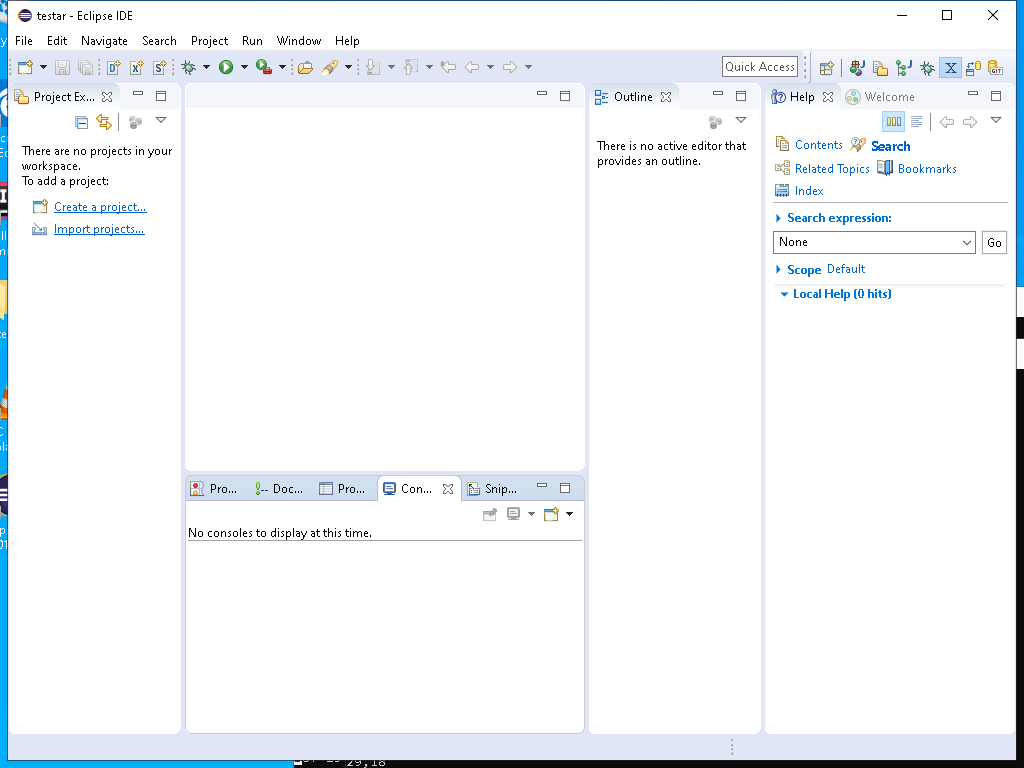 testar - Eclipse IDE
File Edit Navigate Search Project Run Window Help
Quick Access
Project Ex...
There are no projects in your
workspace.
To add a project:
Create a project...
Import projects...
Outline
There is no active editor that
provides an outline.
Help Welcome
Contents Search
Related Topics Bookmarks
Index
Search expression:
None Go
Scope Default
Local Help (0 hits)
Pro... Doc... Pro... Con... Snip...
No consoles to display at this time.